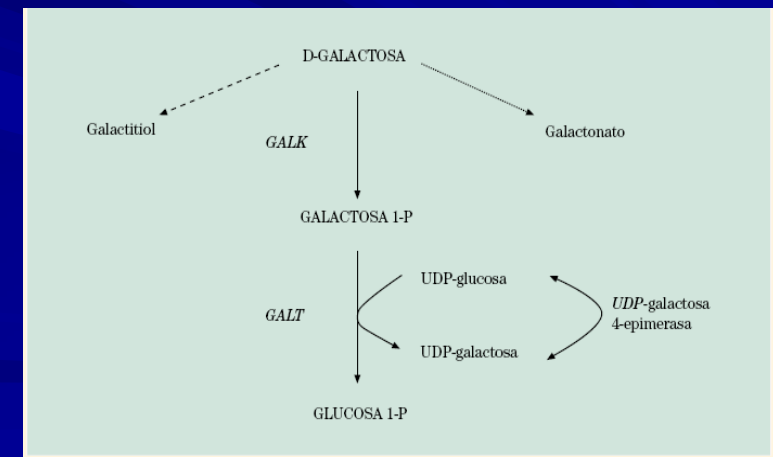 D-GALACTOSA
Galactitiol
Galactonato
GALK
GALACTOSA 1-P
UDP-glucosa
UDP-galactosa
4-epimerasa
GALT
UDP-galactosa
GLUCOSA 1-P